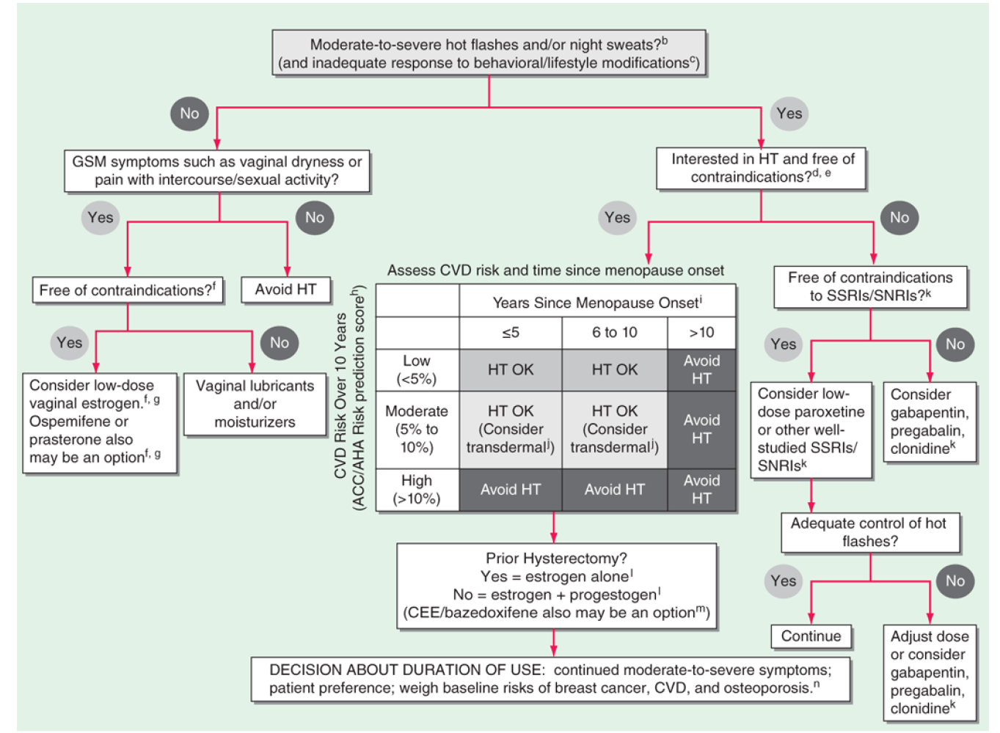 Moderate-to-severe hot flashes and/or night sweats?b
(and inadequate response to behavioral/lifestyle modificationsc)
No
Yes
GSM symptoms such as vaginal dryness or
pain with intercourse/sexual activity?
Interested in HT and free of
contraindications?d, e
Yes
No
Yes
No
Free of contraindications?f
Avoid HT
Assess CVD risk and time since menopause onset
Free of contraindications
to SSRIs/SNRIs?k
Yes
No
Consider low-dose
vaginal estrogen.f, g
Ospemifene or
prasterone also
may be an optionf, g
Vaginal lubricants
and/or
moisturizers
CVD Risk Over 10 Years
(ACC/AHA Risk prediction scoreh)
Years Since Menopause Onseti
≤5
6 to 10
>10
Low
(<5%)
HT OK
HT OK
Avoid
HT
Moderate
(5% to
10%)
HT OK
(Consider
transdermalj)
HT OK
(Consider
transdermalj)
Avoid
HT
High
(>10%)
Avoid HT
Avoid HT
Avoid
HT
Yes
No
Consider low-
dose paroxetine
or other well-
studied SSRIs/
SNRIsk
Consider
gabapentin,
pregabalin,
clonidinek
Prior Hysterectomy?
Yes = estrogen alonel
No = estrogen + progestogenl
(CEE/bazedoxifene also may be an optionm)
Adequate control of hot
flashes?
Yes
No
Continue
Adjust dose
or consider
gabapentin,
pregabalin,
clonidinek
DECISION ABOUT DURATION OF USE: continued moderate-to-severe symptoms;
patient preference; weigh baseline risks of breast cancer, CVD, and osteoporosis.n